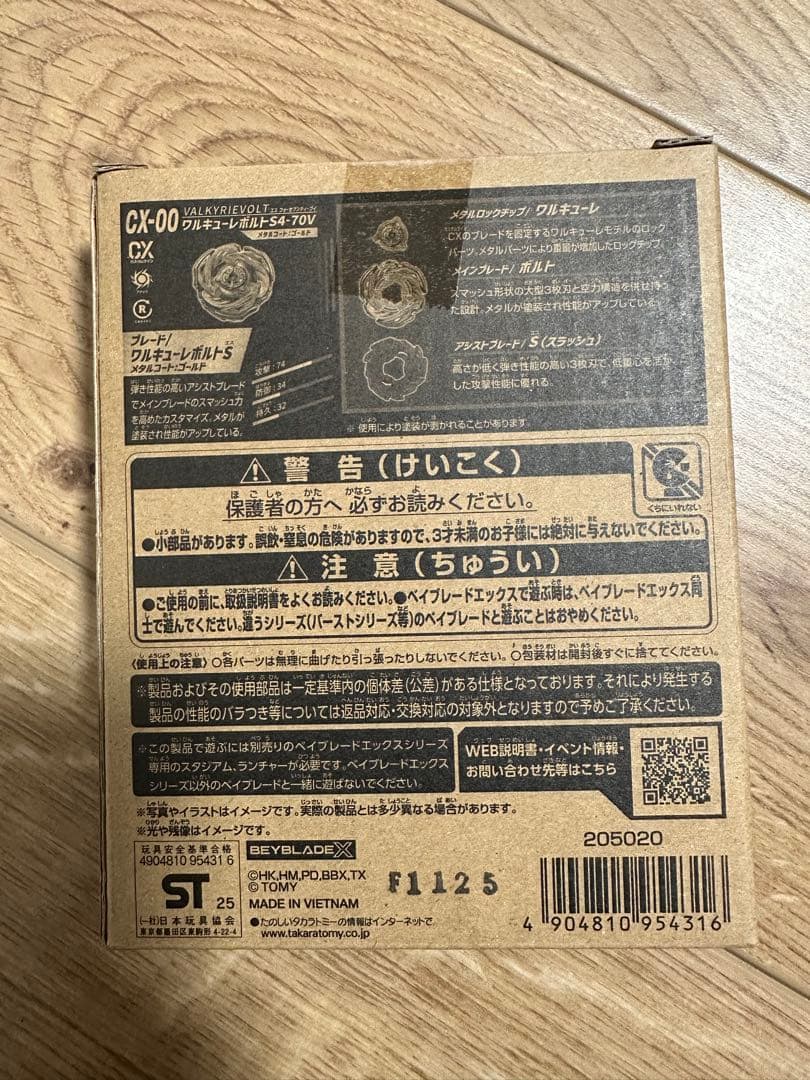 CX-00
VALKYRIEVOLT
ワルキューレボルトS4-70V
メタルコート:ゴールド
CX
R
ブレード/
ワルキューレボルトS
メタルコート:ゴールド
攻撃:74
防御:34
持久:32
弾き性能の高いアシストブレード
でメインブレードのスマッシュ力
を高めたカスタマイズ。メタルが
塗装され性能がアップしている。
メタルロックチップ/ ワルキューレ
CXのブレードを固定するワルキューレモチルのロック
パーツ。メタルパーツにより重量が増加したロックチップ。
メインブレード/ ボルト
スマッシュ形状の大型3枚刃と空力構造を併せ持つ
た設計。メタルが塗装され性能がアップしている。
アシストブレード/ S(スラッシュ)
高さが低く弾き性能の高い3枚刃で、低重心を活か
した攻撃性能に優れる。
※使用により塗装が剥がれることがあります。
警告(けいこく)
保護者の方へ 必ずお読みください。
●小部品があります。誤飲・窒息の危険がありますので、3才未満のお子様には絶対に与えないでください。
くちにいれない
注意(ちゅうい)
●ご使用の前に、取扱説明書をよくお読みください。●ベイブレードエックスで遊ぶ時は、ベイブレードエックス同
士で遊んでください。違うシリーズ(バーストシリーズ等)のベイブレードと遊ぶことはおやめください。
〈使用上の注意〉○各パーツは無理に曲げたり引っ張ったりしないでください。○包装材は開封後すぐに捨ててください。
※製品およびその使用部品は一定基準内の個体差(公差)がある仕様となっております。それにより発生する
製品の性能のバラつき等については返品対応・交換対応の対象外となりますので予めご了承ください。
※この製品で遊ぶには別売りのベイブレードエックスシリーズ
専用のスタジアム、ランチャーが必要です。ベイブレードエックス
シリーズ以外のベイブレードと一緒に遊ばないでください。
WEB説明書・イベント情報・
お問い合わせ先等はこちら
※写真やイラストはイメージです。実際の製品とは多少異なる場合があります。
※光や残像はイメージです。
205020
玩具安全基準合格
4904810 95431 6
ST 25
(一社)日本玩具協会
東京都墨田区東駒形 4-22-4
BEYBLADE X
©HK,HM,PD,BBX,TX
© TOMY
MADE IN VIETNAM
F1125
●たのしいタカラトミーの情報はインターネットで。
www.takaratomy.co.jp
4 904810 954316